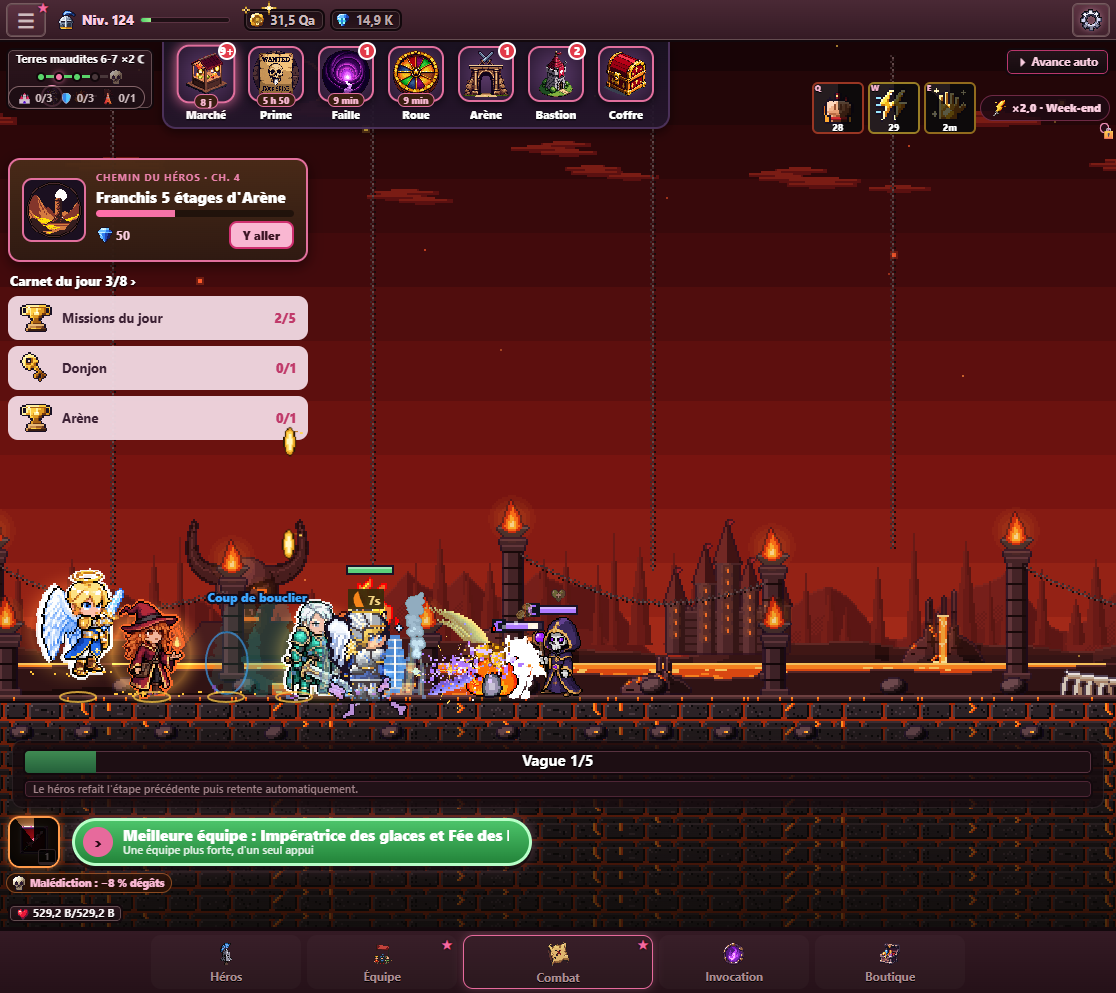 Niv. 124
31,5 Qa
14,9 K
Terres maudites 6-7 ×2
0/3
0/3
0/1
9+
8 j
Marché
WANTED
5 h 50
Prime
1
9 min
Faille
9 min
Roue
1
Arène
2
Bastion
Coffre
Avance auto
Q
28
W
29
E
2m
×2,0 · Week-end
CHEMIN DU HÉROS · CH. 4
Franchis 5 étages d'Arène
50
Y aller
Carnet du jour 3/8 ›
Missions du jour
2/5
Donjon
0/1
Arène
0/1
Coup de bouclier
7s
Vague 1/5
Le héros refait l'étape précédente puis retente automatiquement.
1
Meilleure équipe : Impératrice des glaces et Fée des
Une équipe plus forte, d'un seul appui
Malédiction : −8 % dégâts
529,2 B/529,2 B
Héros
Équipe
Combat
Invocation
Boutique